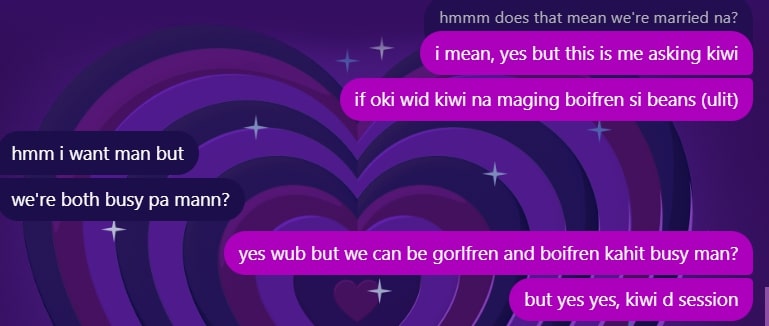 hmmm does that mean we're married na?
i mean, yes but this is me asking kiwi
if oki wid kiwi na maging boifren si beans (ulit)
hmm i want man but
we're both busy pa mann?
yes wub but we can be gorlfren and boifren kahit busy man?
but yes yes, kiwi d session